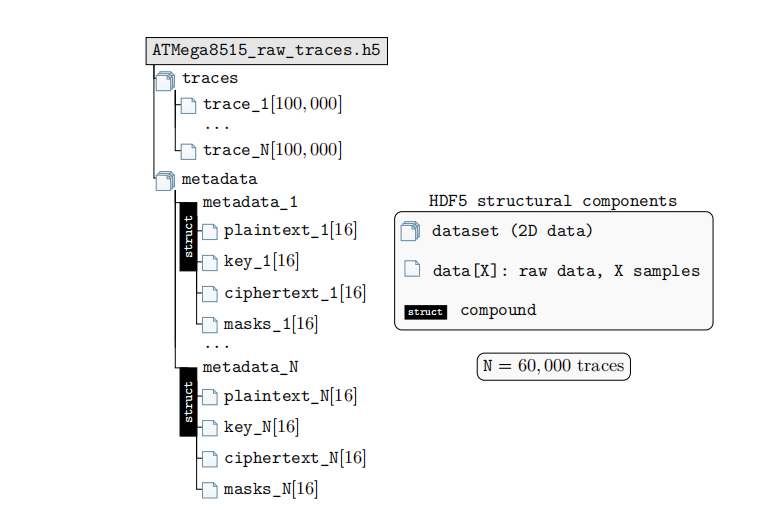 ATMega8515_raw_traces.h5
traces
trace_1[100, 000]
...
trace_N[100, 000]
metadata
metadata_1
struct
plaintext_1[16]
key_1[16]
ciphertext_1[16]
masks_1[16]
...
metadata_N
struct
plaintext_N[16]
key_N[16]
ciphertext_N[16]
masks_N[16]
HDF5 structural components
dataset (2D data)
data[X]: raw data, X samples
struct compound
N = 60, 000 traces